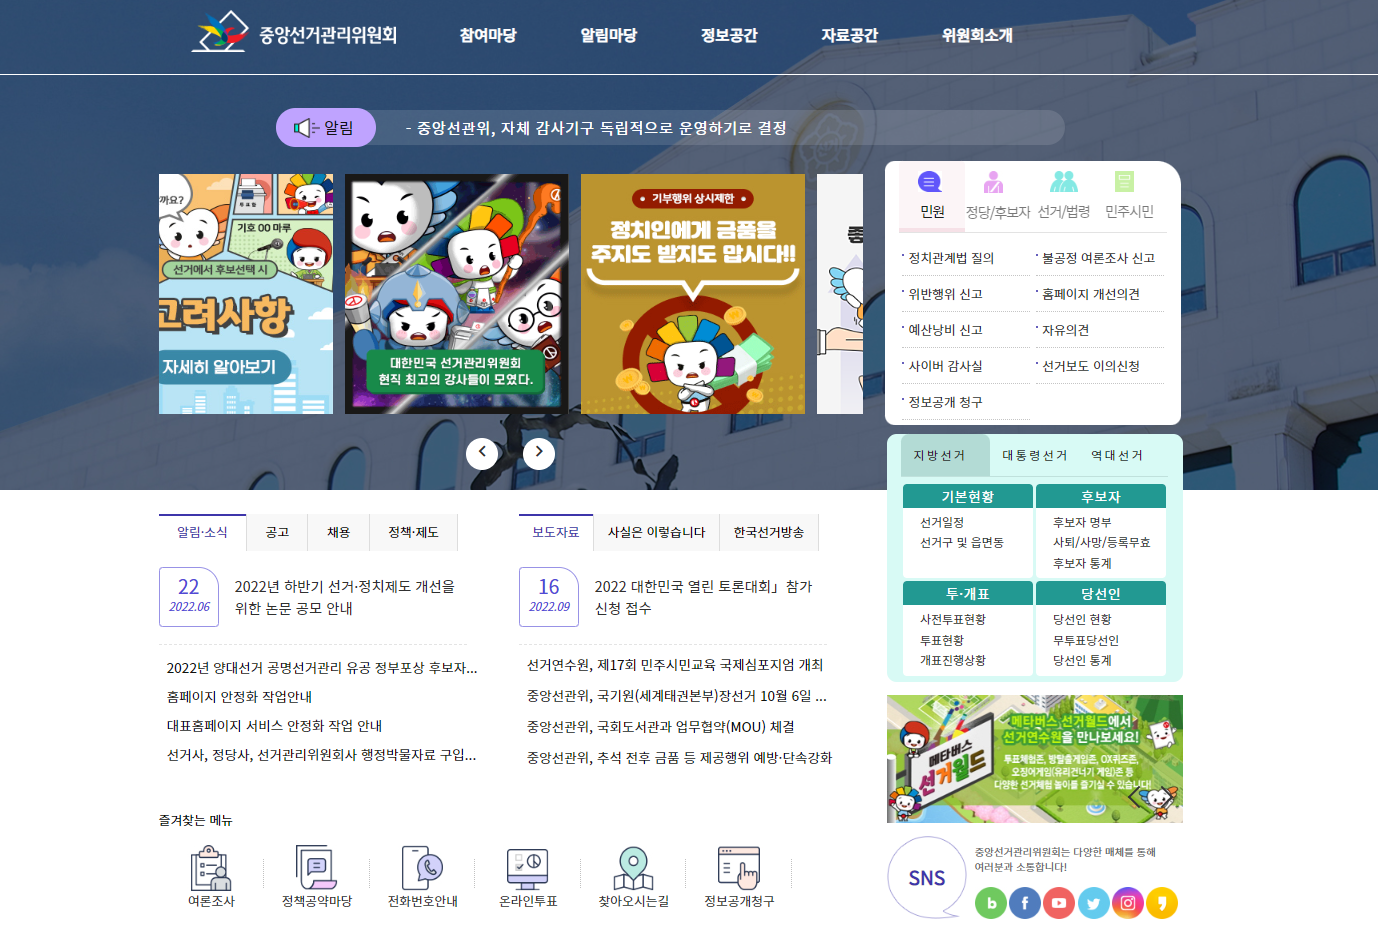 중앙선거관리위원회
참여마당
알림마당
정보공간
자료공간
위원회소개
알림
- 중앙선관위, 자체 감사기구 독립적으로 운영하기로 결정
까요?
기호 00 마루
선거에서 후보선택 시
고려사항
자세히 알아보기
대한민국 선거관리위원회
현직 최고의 강사들이 모였다.
• 기부행위 상시제한 •
정치인에게 금품을
주지도 받지도 맙시다!!
민원
정당/후보자
선거/법령
민주시민
정치관계법 질의
불공정 여론조사 신고
위반행위 신고
홈페이지 개선의견
예산낭비 신고
자유의견
사이버 감사실
선거보도 이의신청
정보공개 청구
지방선거
대통령선거
역대선거
기본현황
선거일정
선거구 및 읍면동
후보자
후보자 명부
사퇴/사망/등록무효
후보자 통계
투·개표
사전투표현황
투표현황
개표진행상황
당선인
당선인 현황
무투표당선인
당선인 통계
알림·소식
공고
채용
정책·제도
22
2022.06
2022년 하반기 선거·정치제도 개선을
위한 논문 공모 안내
2022년 양대선거 공명선거관리 유공 정부포상 후보자...
홈페이지 안정화 작업안내
대표홈페이지 서비스 안정화 작업 안내
선거사, 정당사, 선거관리위원회사 행정박물자료 구입...
보도자료
사실은 이렇습니다
한국선거방송
16
2022.09
2022 대한민국 열린 토론대회」참가
신청 접수
선거연수원, 제17회 민주시민교육 국제심포지엄 개최
중앙선관위, 국기원(세계태권본부)장선거 10월 6일 ...
중앙선관위, 국회도서관과 업무협약(MOU) 체결
중앙선관위, 추석 전후 금품 등 제공행위 예방·단속강화
메타버스
선거월드
메타버스 선거월드에서
선거연수원을 만나보세요!
투표체험존, 방탈출게임존, OX퀴즈존,
오징어게임(유리건너기 게임)존 등
다양한 선거체험 놀이를 즐기실 수 있습니다!
즐겨찾는 메뉴
여론조사
정책공약마당
전화번호안내
온라인투표
찾아오시는길
정보공개청구
SNS
중앙선거관리위원회는 다양한 매체를 통해
여러분과 소통합니다!